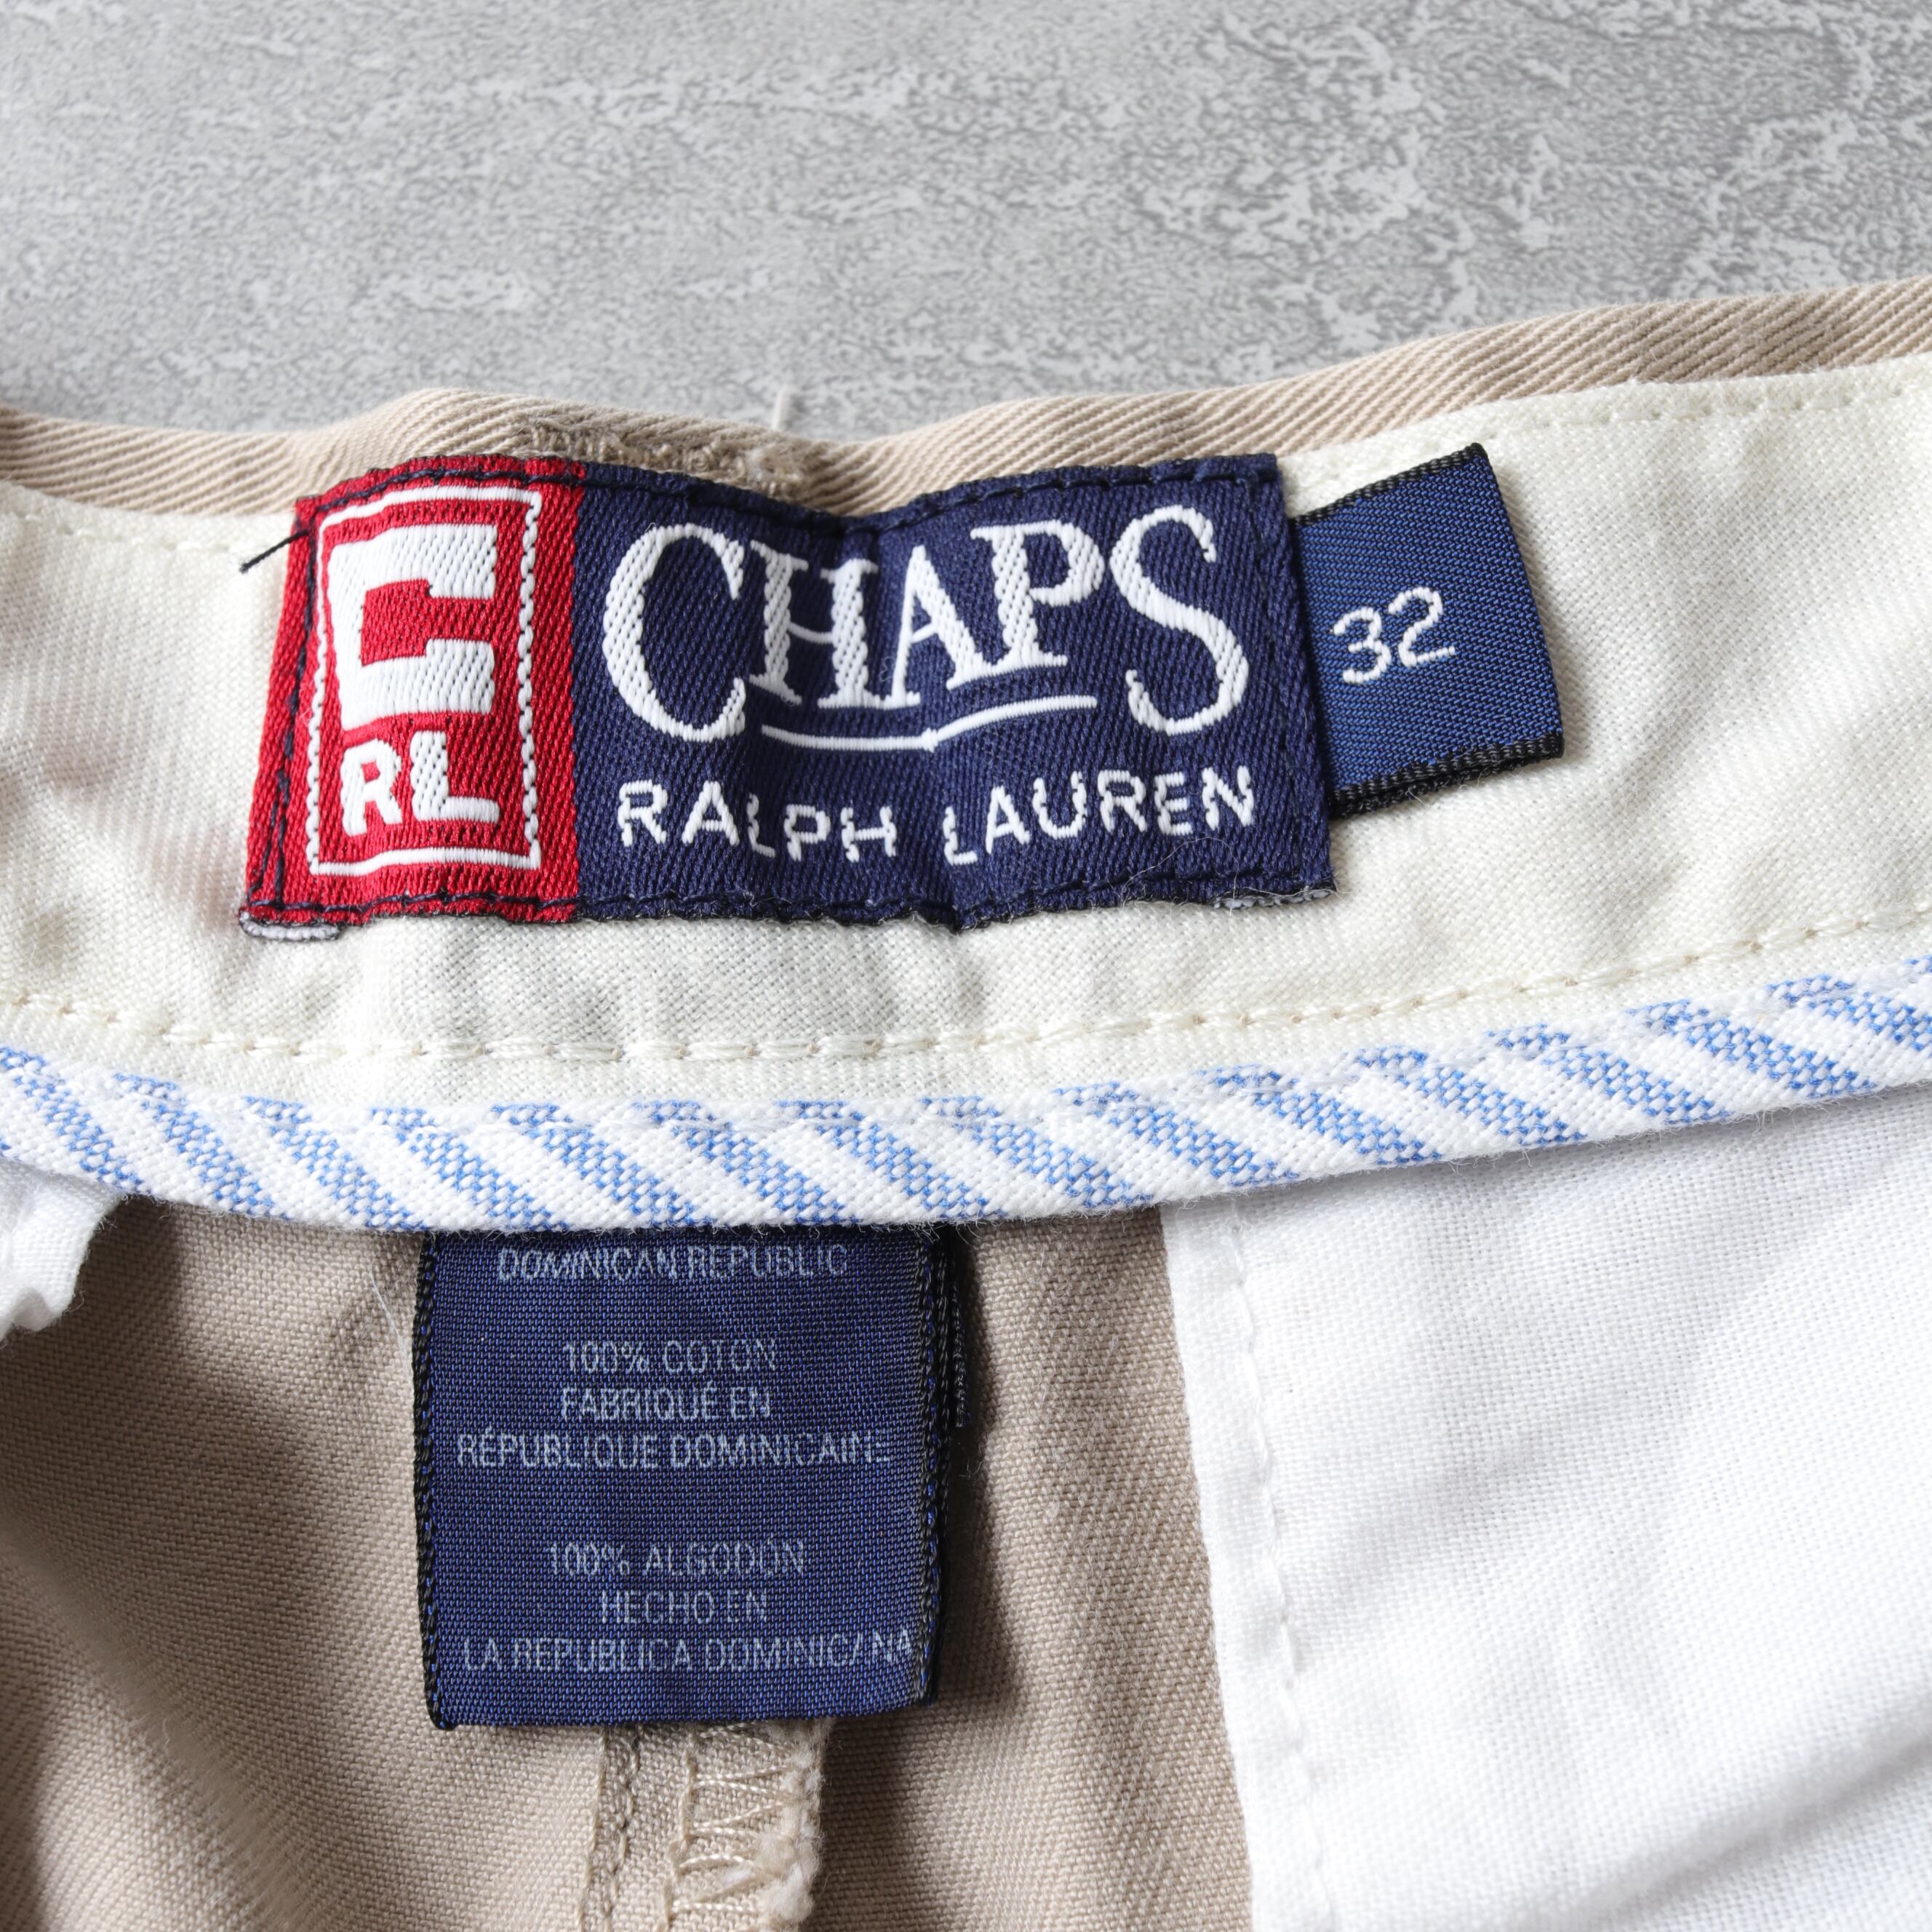 C
RL
CHAPS
RALPH LAUREN
32
DOMINICAN REPUBLIC
100% COTON
FABRIQUÉ EN
RÉPUBLIQUE DOMINICAINE
100% ALGODÓN
HECHO EN
LA REPUBLICA DOMINICANA